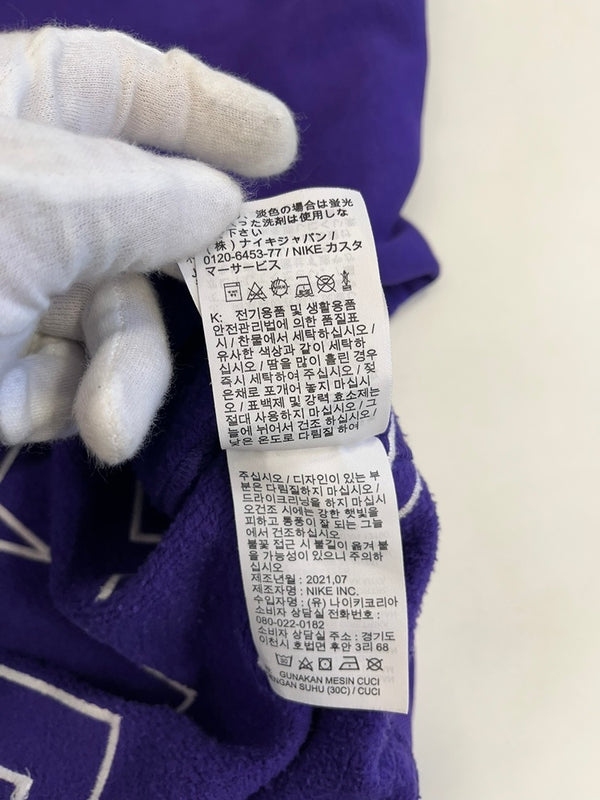 、淡色の場合は蛍光
った洗剤は使用しな
下さい
(株) ナイキジャパン /
0120-6453-77 / NIKE カスタ
マーサービス
K: 전기용품 및 생활용품
안전관리법에 의한 품질표
시 / 찬물에서 세탁하십시오 /
유사한 색상과 같이 세탁하
십시오 / 땀을 많이 흘린 경우
즉시 세탁하여 주십시오 / 젖
은채로 포개어 놓지 마십시
오 / 표백제 및 강력 효소제는
절대 사용하지 마십시오 / 그
늘에 뉘어서 건조 하십시오 /
낮은 온도로 다림질 하여
주십시오 / 디자인이 있는 부
분은 다림질하지 마십시오 /
드라이크리닝을 하지 마십시
오건조 시에는 강한 햇빛을
피하고 통풍이 잘 되는 그늘
에서 건조하십시오.
불꽃 접근 시 불길이 옮겨 붙
을 가능성이 있으니 주의하
십시오
제조년월 : 2021,07
제조자명 : NIKE INC.
수입자명 : (유) 나이키코리아
소비자 상담실 전화번호 :
080-022-0182
소비자 상담실 주소 : 경기도
이천시 호법면 후안 3리 68
GUNAKAN MESIN CUCI
ENGAN SUHU (30C) / CUCI